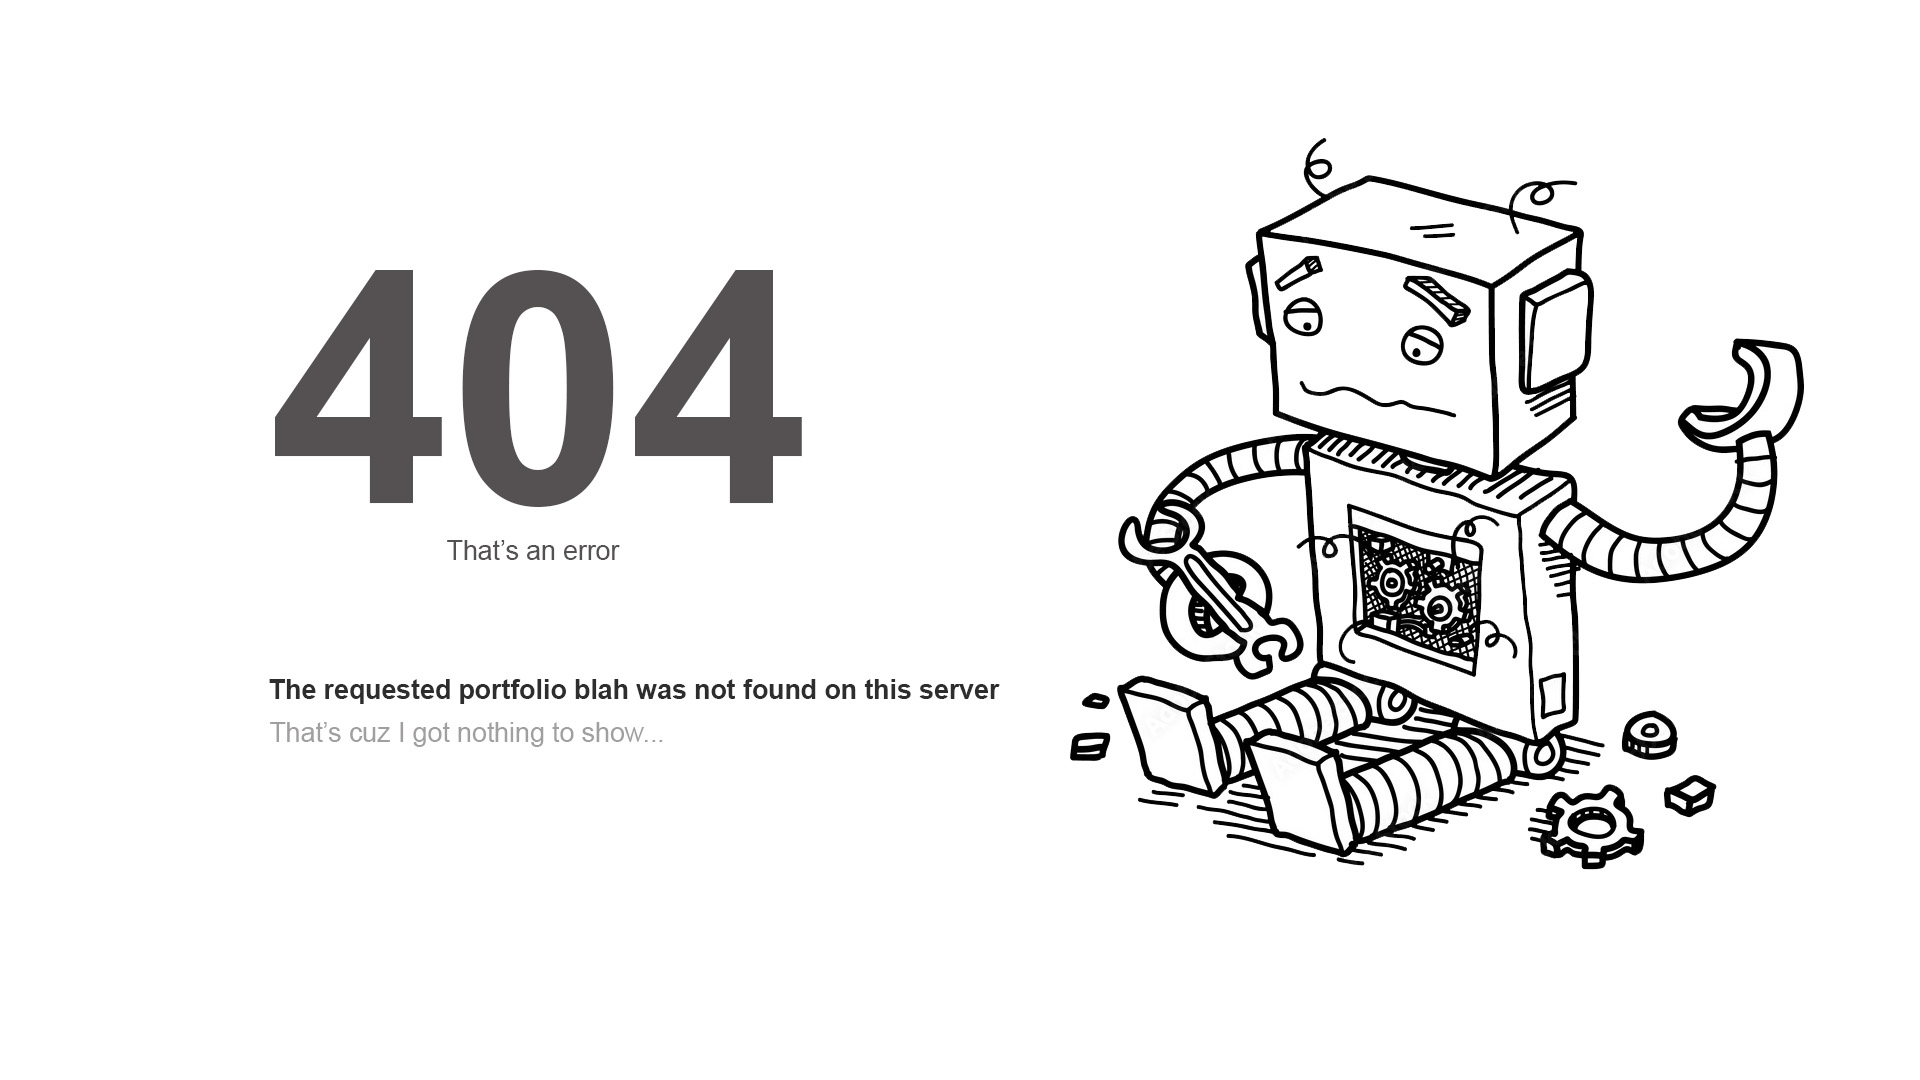 404
That’s an error
The requested portfolio blah was not found on this server
That’s cuz I got nothing to show...